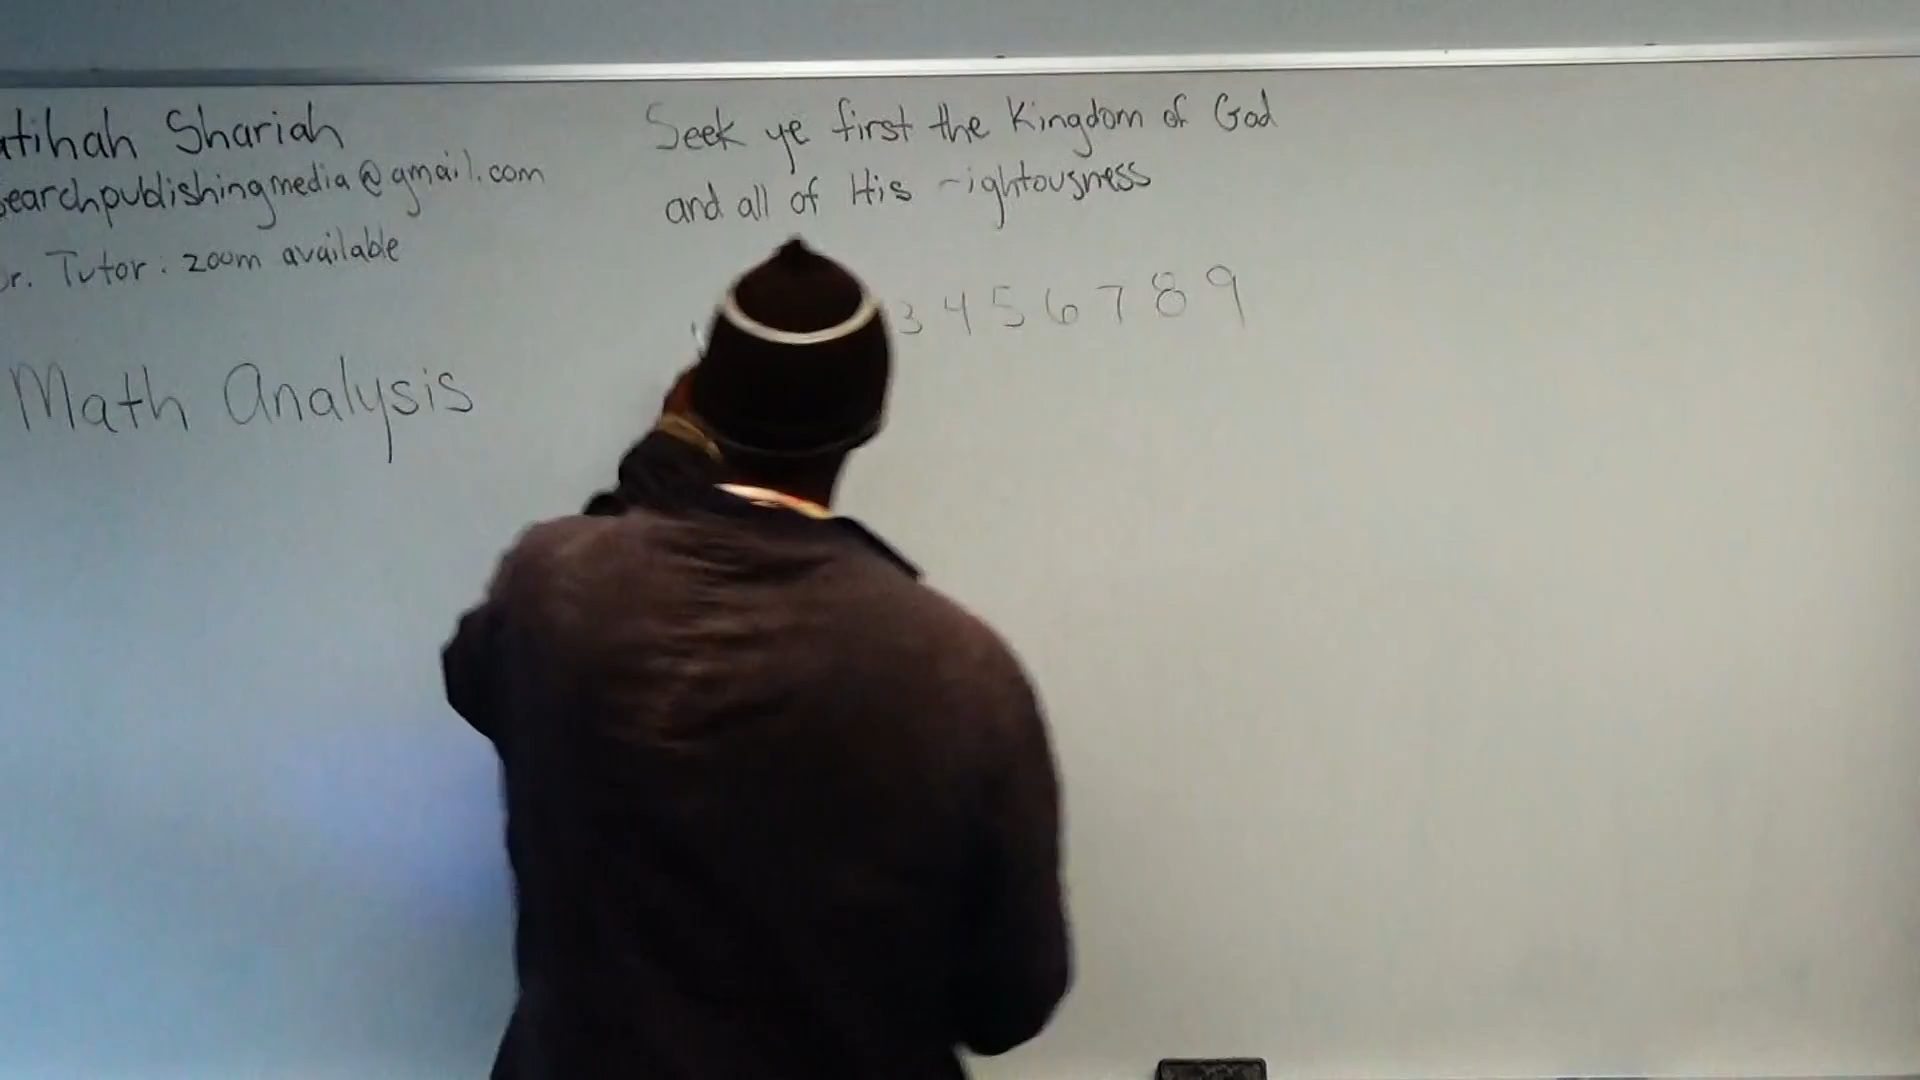 atihah Shariah
searchpublishingmedia@gmail.com
r. Tutor: zoom available
Math Analysis
Seek ye first the Kingdom of God
and all of His rightousness
3 4 5 6 7 8 9